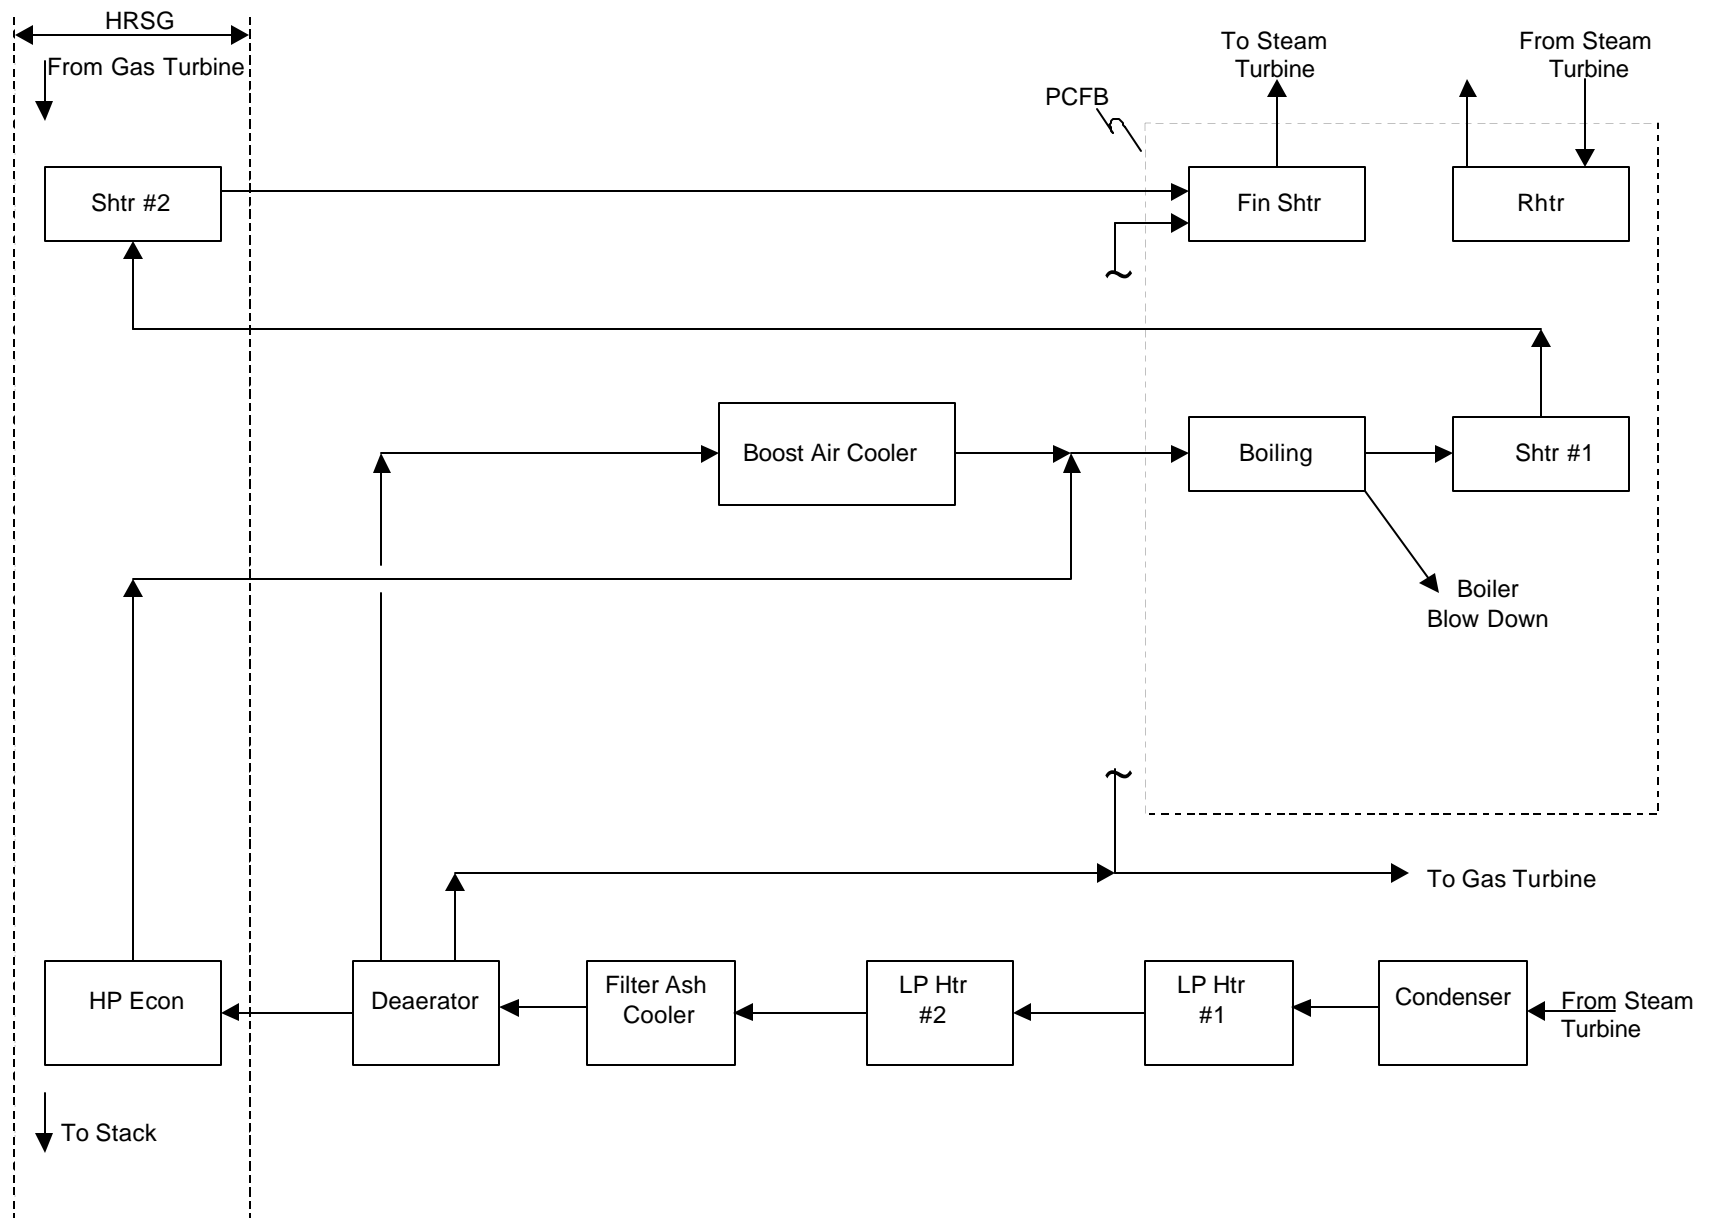 HRSG
From Gas Turbine
To Steam
Turbine
From Steam
Turbine
PCFB
Shtr #2
Fin Shtr
Rhtr
Boost Air Cooler
Boiling
Shtr #1
Boiler
Blow Down
To Gas Turbine
HP Econ
Deaerator
Filter Ash
Cooler
LP Htr
#2
LP Htr
#1
Condenser
From Steam
Turbine
To Stack